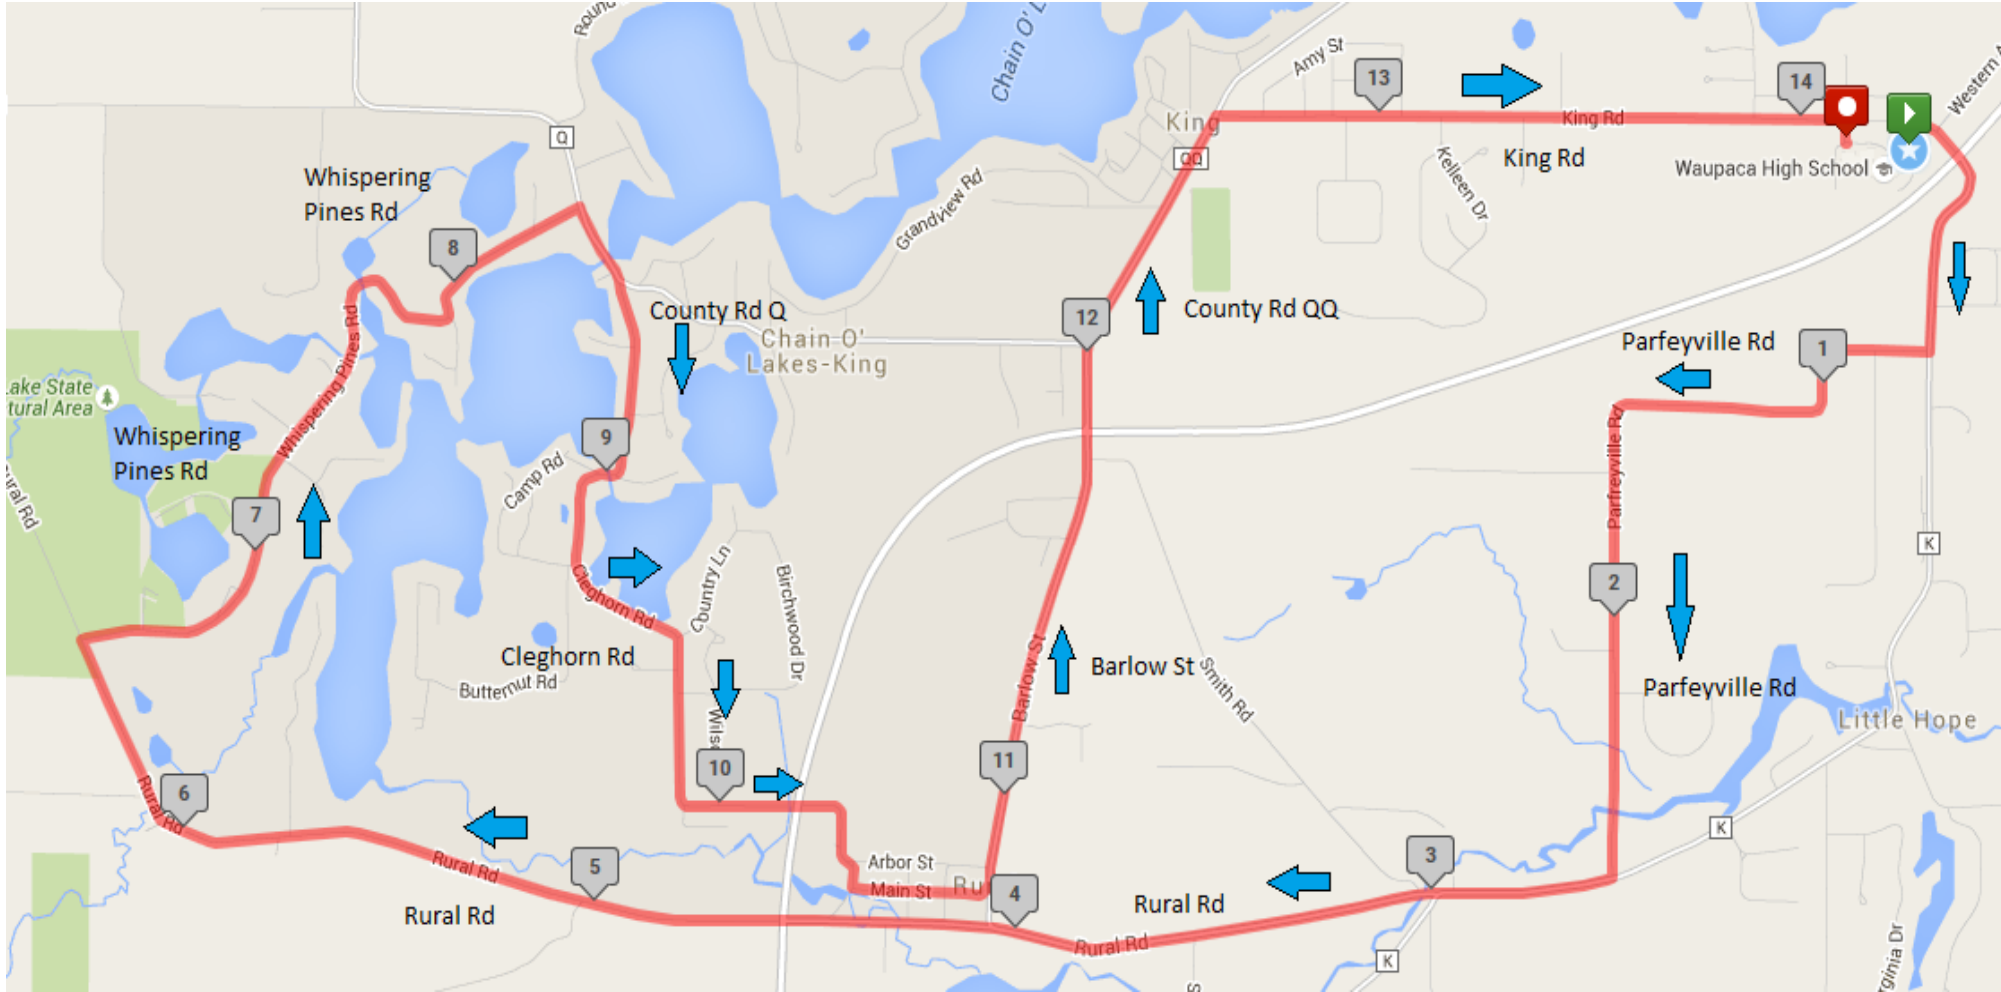 Chain O' L
Amy St
13
14
King
King Rd
King Rd
QQ
Kelleen Dr
Waupaca High School
Western A
Q
Whispering
Pines Rd
8
Grandview Rd
County Rd Q
Chain O'
Lakes-King
12
County Rd QQ
Parfeyville Rd
1
Whispering Pines Rd
Lake State
tural Area
Whispering
Pines Rd
7
9
Camp Rd
Parfreyville Rd
K
2
Country Ln
Birchwood Dr
Cleghorn Rd
Cleghorn Rd
Butternut Rd
Barlow St
Barlow St
Smith Rd
Parfeyville Rd
Little Hope
10
11
6
Rural Rd
Rural Rd
5
Rural Rd
Arbor St
Main St
Ru
4
Rural Rd
Rural Rd
3
K
K